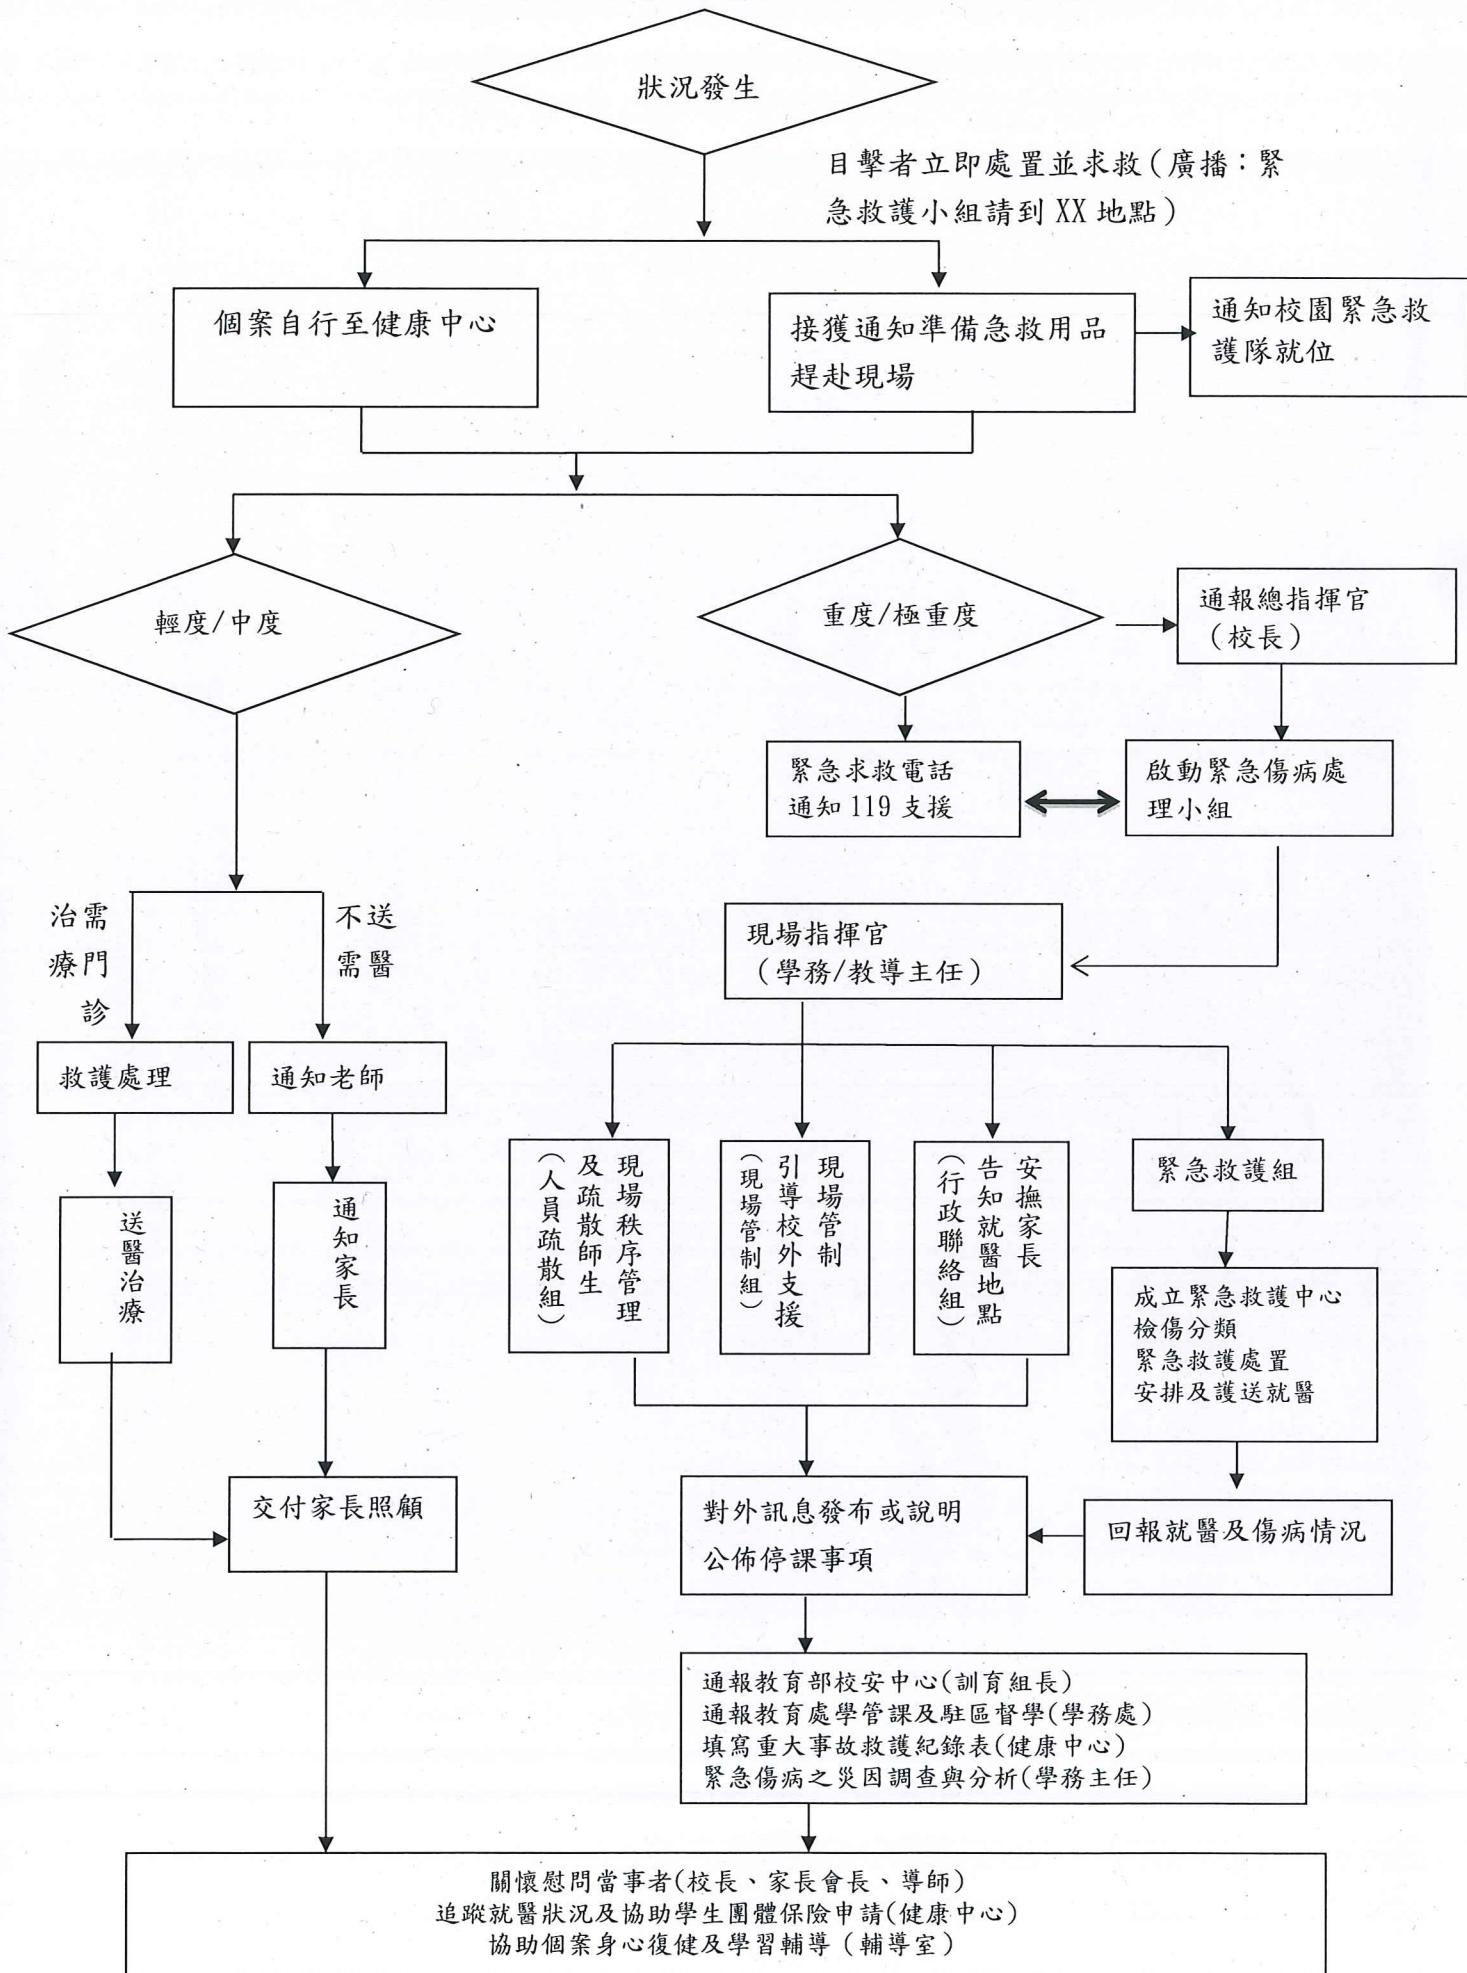 狀況發生
目擊者立即處置並求救(廣播:緊
急救護小組請到 XX 地點)
個案自行至健康中心
接獲通知準備急救用品
趕赴現場
通知校園緊急救
護隊就位
輕度/中度
重度/極重度
通報總指揮官
(校長)
緊急求救電話
通知 119 支援
啟動緊急傷病處
理小組
需門診
治療
送醫
不需
現場指揮官
(學務/教導主任)
救護處理
通知老師
送醫治療
通知家長
現場秩序管理
及疏散師生
(人員疏散組)
現場管制
引導校外支援
(現場管制組)
安撫家長
告知就醫地點
(行政聯絡組)
緊急救護組
成立緊急救護中心
檢傷分類
緊急救護處置
安排及護送就醫
交付家長照顧
對外訊息發布或說明
公佈停課事項
回報就醫及傷病情況
通報教育部校安中心(訓育組長)
通報教育處學管課及駐區督學(學務處)
填寫重大事故救護紀錄表(健康中心)
緊急傷病之災因調查與分析(學務主任)
關懷慰問當事者(校長、家長會長、導師)
追蹤就醫狀況及協助學生團體保險申請(健康中心)
協助個案身心復健及學習輔導(輔導室)